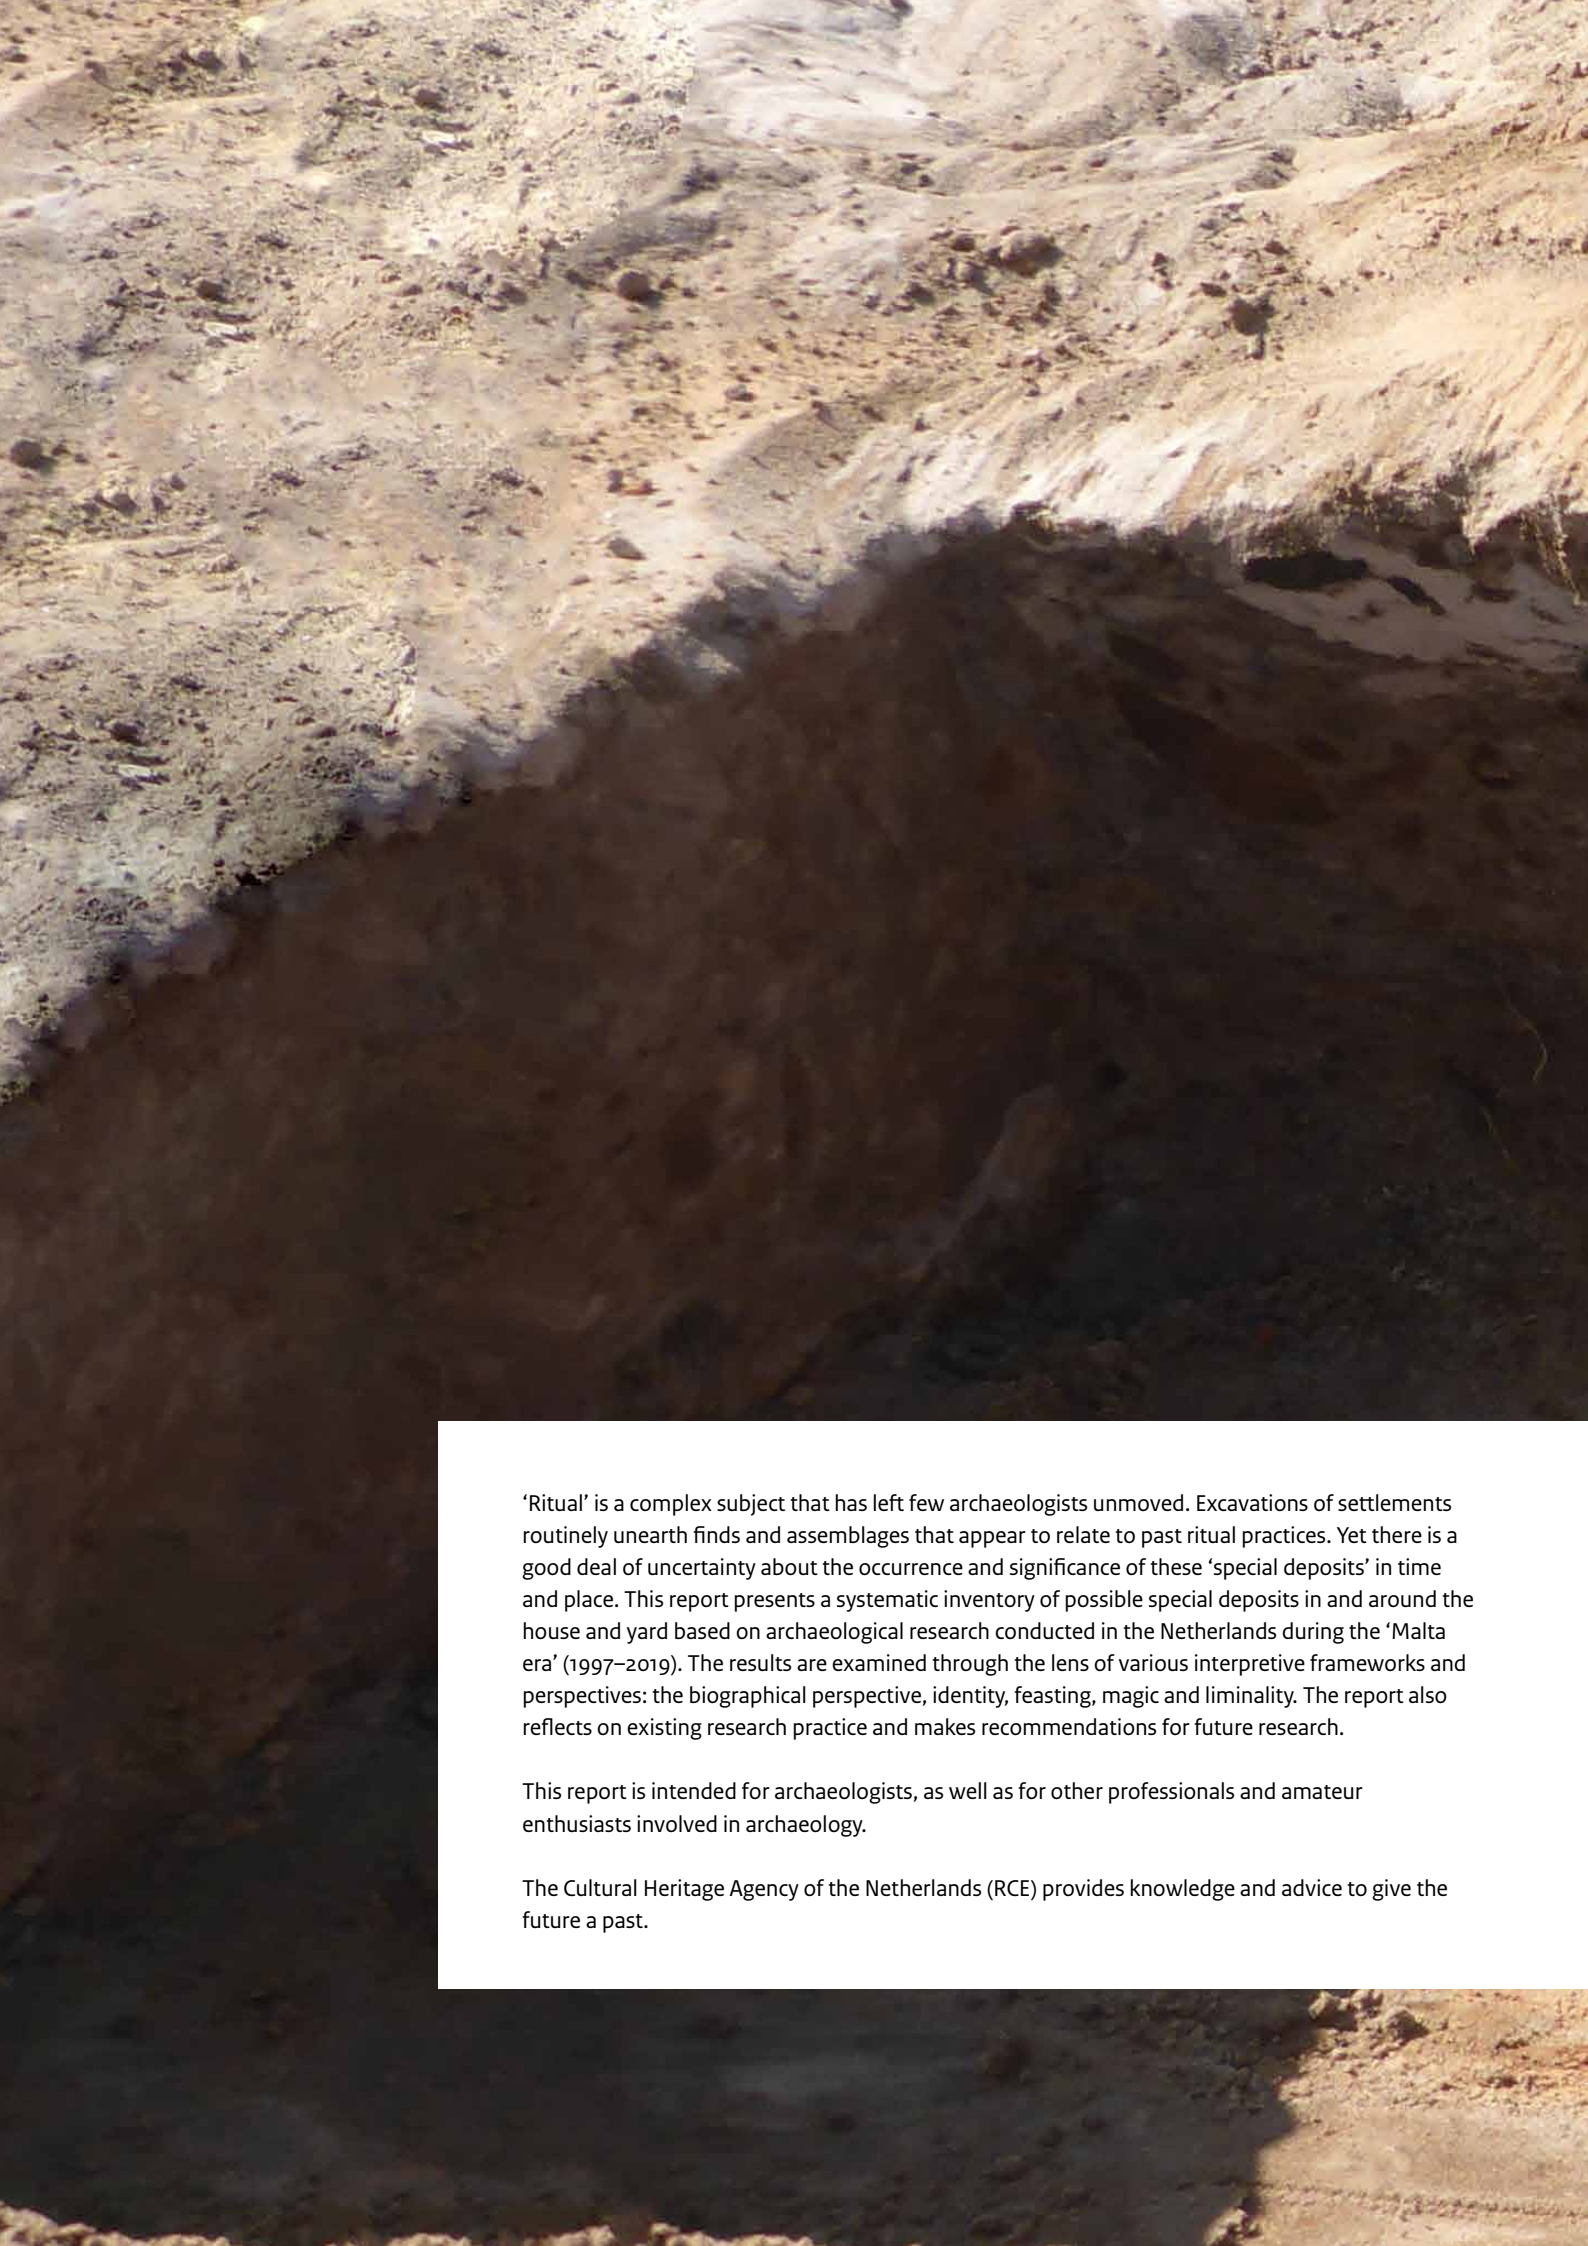 ‘Ritual’ is a complex subject that has left few archaeologists unmoved. Excavations of settlements
routinely unearth finds and assemblages that appear to relate to past ritual practices. Yet there is a
good deal of uncertainty about the occurrence and significance of these ‘special deposits’ in time
and place. This report presents a systematic inventory of possible special deposits in and around the
house and yard based on archaeological research conducted in the Netherlands during the ‘Malta
era’ (1997–2019). The results are examined through the lens of various interpretive frameworks and
perspectives: the biographical perspective, identity, feasting, magic and liminality. The report also
reflects on existing research practice and makes recommendations for future research.
This report is intended for archaeologists, as well as for other professionals and amateur
enthusiasts involved in archaeology.
The Cultural Heritage Agency of the Netherlands (RCE) provides knowledge and advice to give the
future a past.